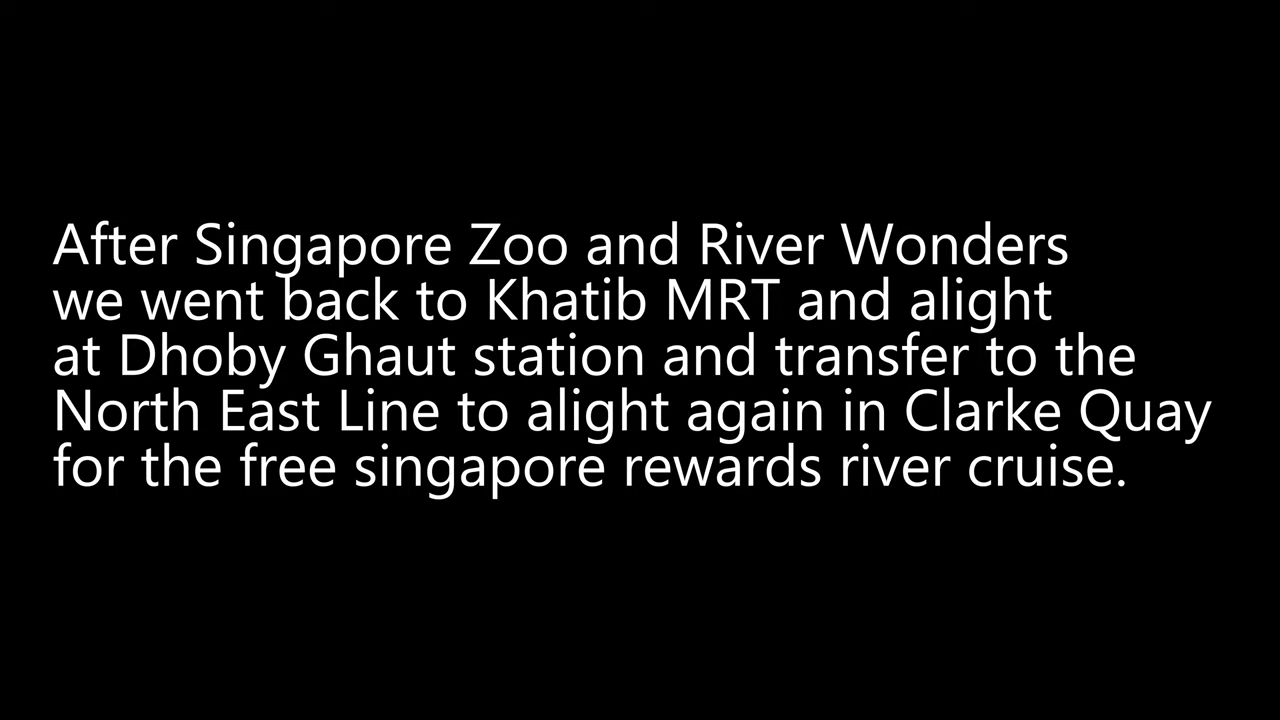 After Singapore Zoo and River Wonders
we went back to Khatib MRT and alight
at Dhoby Ghaut station and transfer to the
North East Line to alight again in Clarke Quay
for the free singapore rewards river cruise.